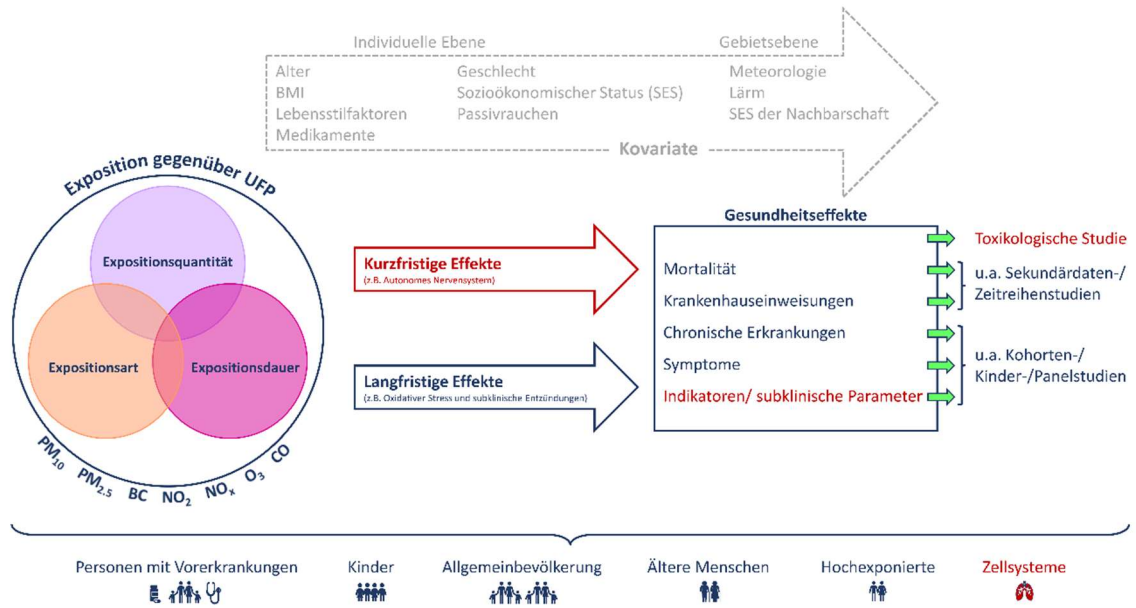 Individuelle Ebene
Gebietsebene
Alter
Geschlecht
Meteorologie
BMI
Sozioökonomischer Status (SES)
Lärm
Lebensstilfaktoren
Passivrauchen
SES der Nachbarschaft
Medikamente
Kovariate
Exposition gegenüber UFP
Expositionsquantität
Expositionsart
Expositionsdauer
PM10 PM2.5 BC NO2 NOx O3 CO
Kurzfristige Effekte
(z.B. Autonomes Nervensystem)
Langfristige Effekte
(z.B. Oxidativer Stress und subklinische Entzündungen)
Gesundheitseffekte
Mortalität
Krankenhauseinweisungen
Chronische Erkrankungen
Symptome
Indikatoren/ subklinische Parameter
Toxikologische Studie
u.a. Sekundärdaten-/
Zeitreihenstudien
u.a. Kohorten-/
Kinder-/Panelstudien
Personen mit Vorerkrankungen
Kinder
Allgemeinbevölkerung
Ältere Menschen
Hochexponierte
Zellsysteme